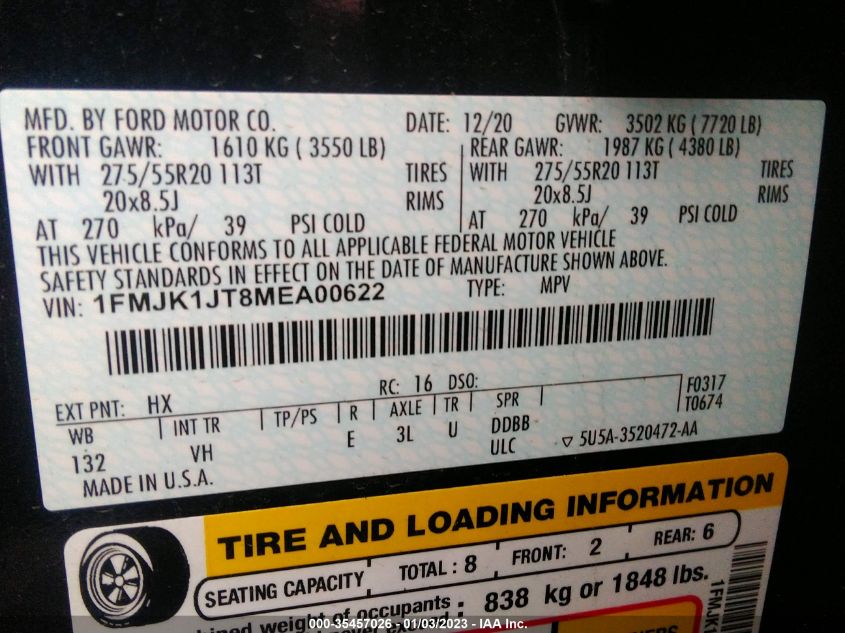 MFD. BY FORD MOTOR CO. DATE: 12/20 GVWR: 3502 KG ( 7720 LB)
FRONT GAWR: 1610 KG ( 3550 LB) REAR GAWR: 1987 KG ( 4380 LB)
WITH 275/55R20 113T TIRES WITH 275/55R20 113T TIRES
20x8.5J RIMS 20x8.5J RIMS
AT 270 kPa/ 39 PSI COLD AT 270 kPa/ 39 PSI COLD
THIS VEHICLE CONFORMS TO ALL APPLICABLE FEDERAL MOTOR VEHICLE
SAFETY STANDARDS IN EFFECT ON THE DATE OF MANUFACTURE SHOWN ABOVE.
VIN: 1FMJK1JT8MEA00622 TYPE: MPV
EXT PNT: HX RC: 16 DSO: F0317
WB INT TR TP/PS R AXLE TR SPR T0674
132 VH E 3L U DDBB
ULC ▽ 5U5A-3520472-AA
MADE IN U.S.A.
TIRE AND LOADING INFORMATION
SEATING CAPACITY TOTAL : 8 FRONT: 2 REAR: 6
weight of occupants : 838 kg or 1848 lbs.
1FMJK
000-35457026 - 01/03/2023 - IAA Inc.